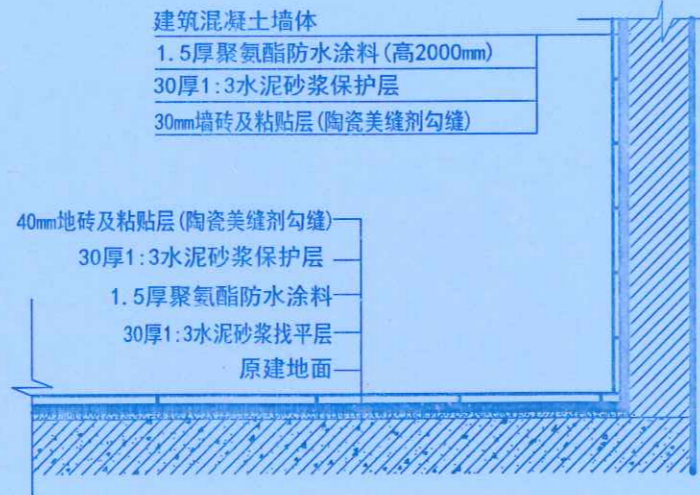 建筑混凝土墙体
1.5厚聚氨酯防水涂料(高2000mm)
30厚1:3水泥砂浆保护层
30mm墙砖及粘贴层(陶瓷美缝剂勾缝)
40mm地砖及粘贴层(陶瓷美缝剂勾缝)
30厚1:3水泥砂浆保护层
1.5厚聚氨酯防水涂料
30厚1:3水泥砂浆找平层
原建地面